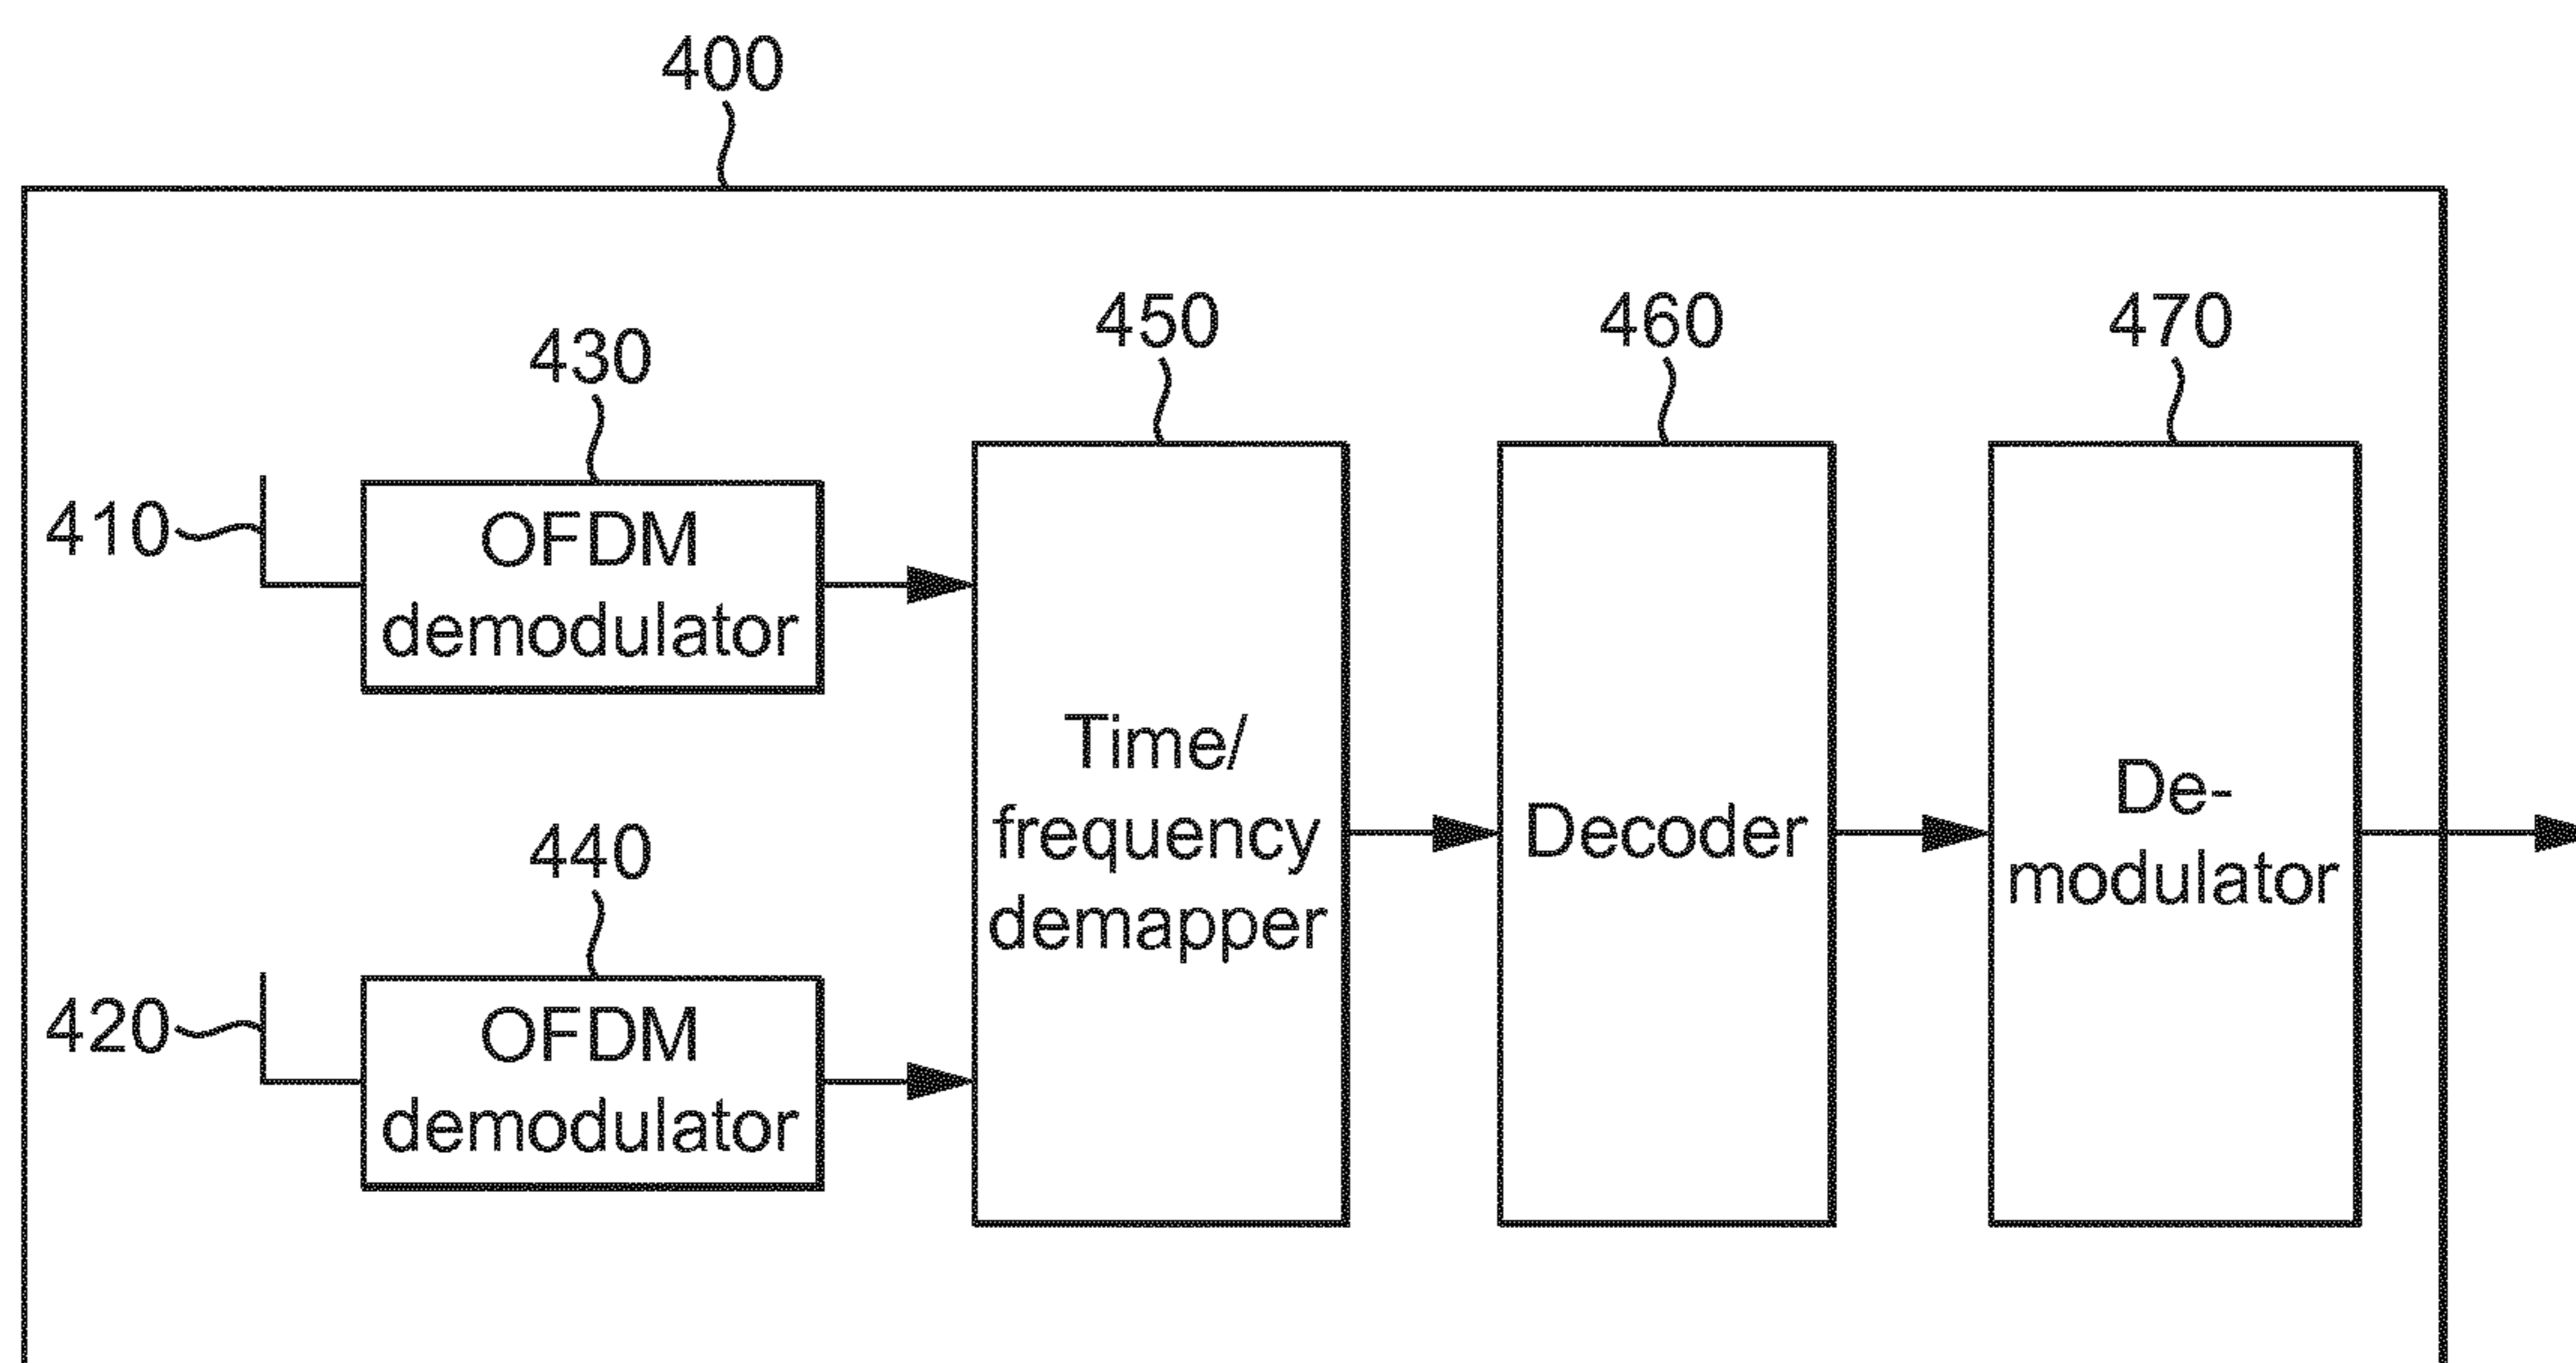 400
430
450
460
470
410
OFDM
demodulator
Time/
frequency
demapper
Decoder
De-
modulator
440
420
OFDM
demodulator